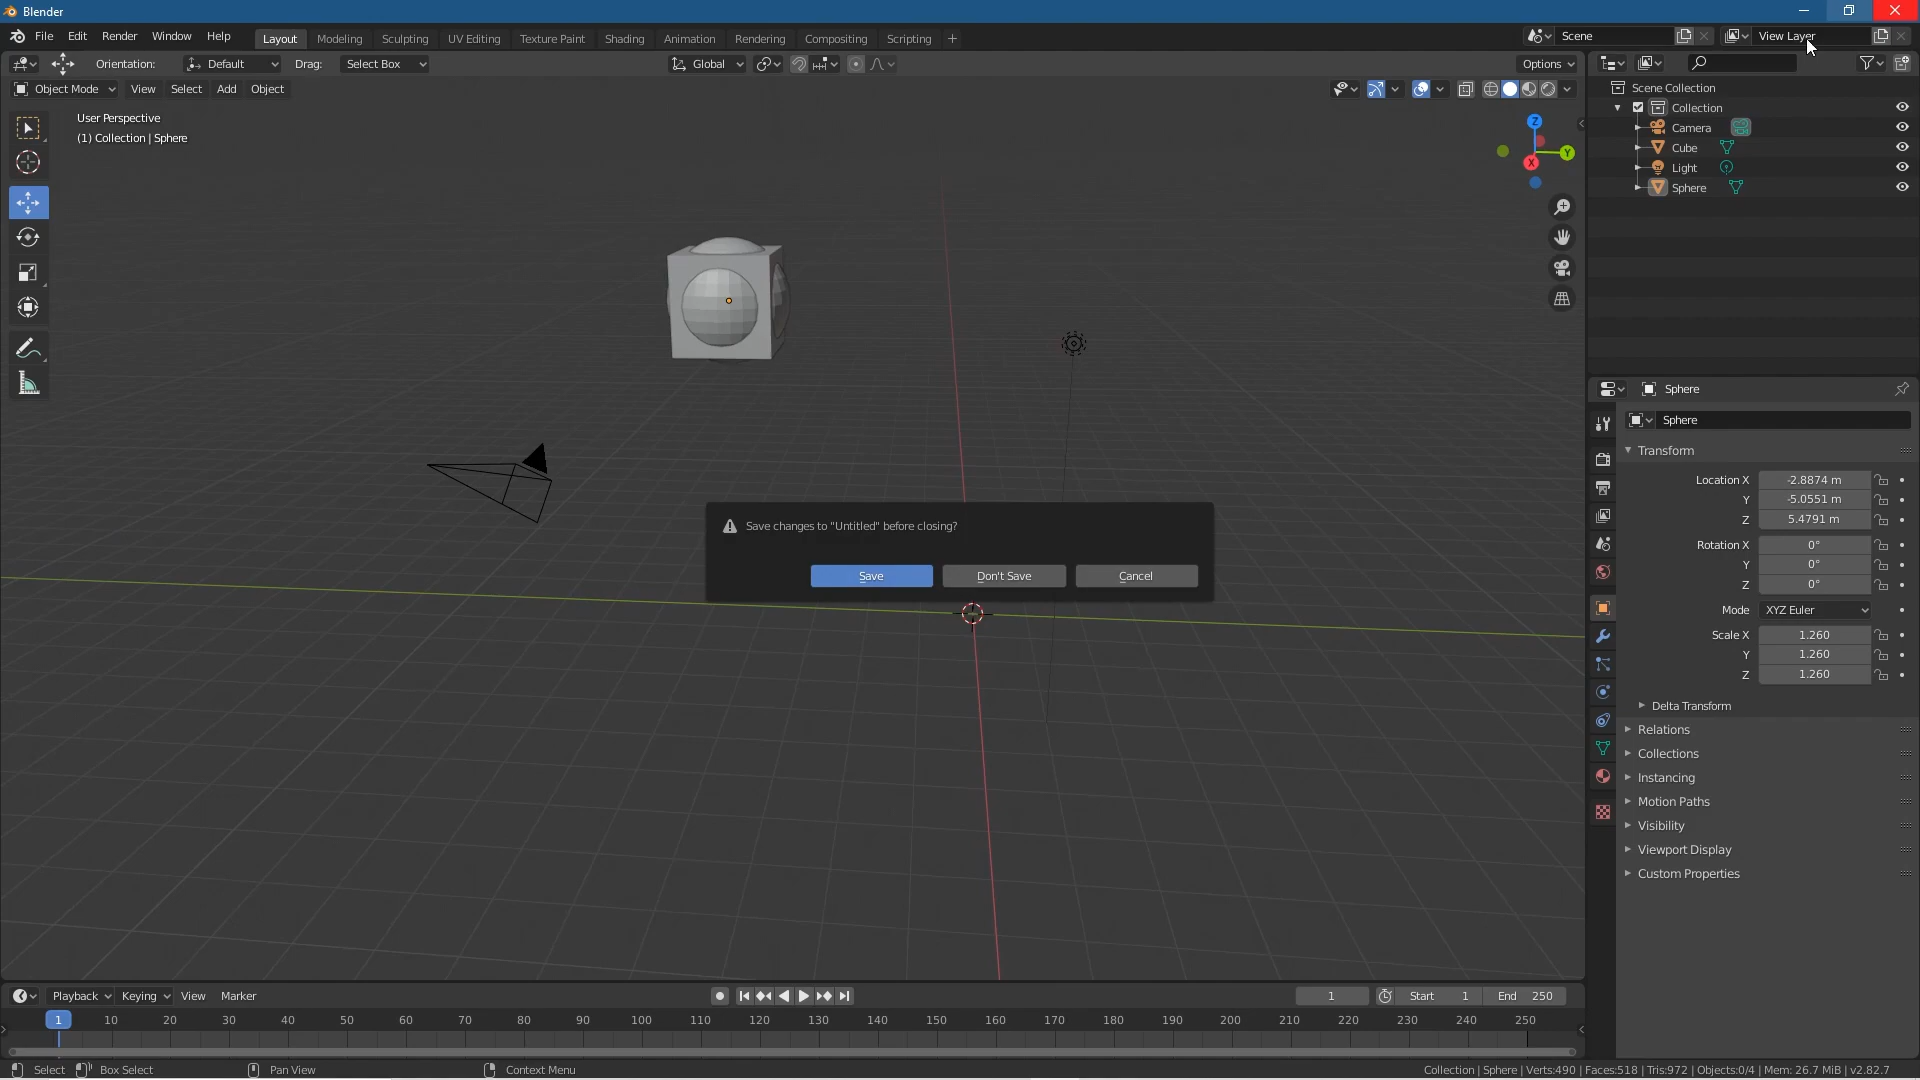 Blender
File Edit Render Window Help Layout Modeling Sculpting UV Editing Texture Paint Shading Animation Rendering Compositing Scripting + Scene View Layer
Orientation: Default Drag: Select Box Global Options
Object Mode View Select Add Object
User Perspective
(1) Collection | Sphere
Z
Y
X
Scene Collection
Collection
Camera
Cube
Light
Sphere
Sphere
Sphere
Transform
Location X -2.8874 m
Y -5.0551 m
Z 5.4791 m
Rotation X 0°
Y 0°
Z 0°
Mode XYZ Euler
Scale X 1.260
Y 1.260
Z 1.260
Delta Transform
Relations
Collections
Instancing
Motion Paths
Visibility
Viewport Display
Custom Properties
Save changes to "Untitled" before closing?
Save Don't Save Cancel
Playback Keying View Marker 1 Start 1 End 250
1 10 20 30 40 50 60 70 80 90 100 110 120 130 140 150 160 170 180 190 200 210 220 230 240 250
Select Box Select Pan View Context Menu Collection | Sphere | Verts:490 | Faces:518 | Tris:972 | Objects:0/4 | Mem: 26.7 MiB | v2.82.7